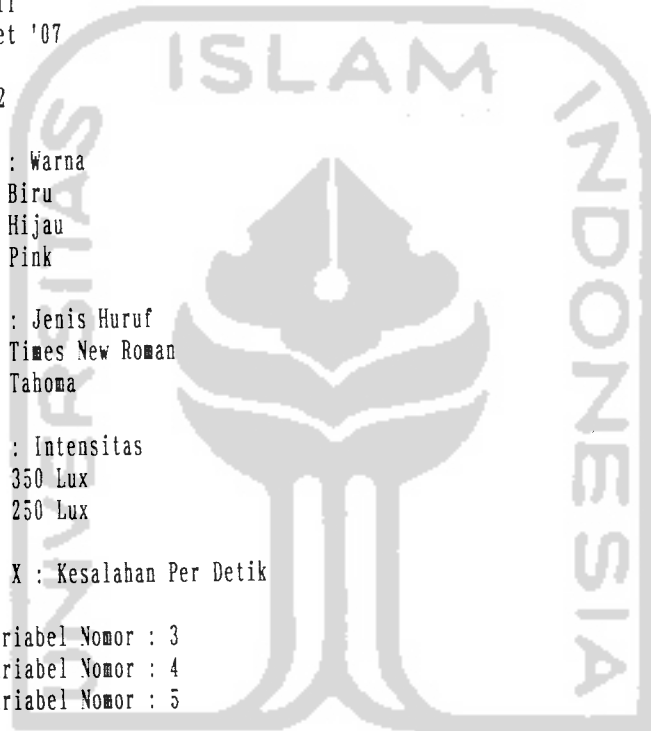 et '07
2
: Warna
Biru
Hijau
Pink
: Jenis Huruf
Times New Roman
Tahoma
: Intensitas
350 Lux
250 Lux
X : Kesalahan Per Detik
riabel Nomor : 3
riabel Nomor : 4
riabel Nomor : 5
UNIVERSITAS
ISLAM
INDONESIA